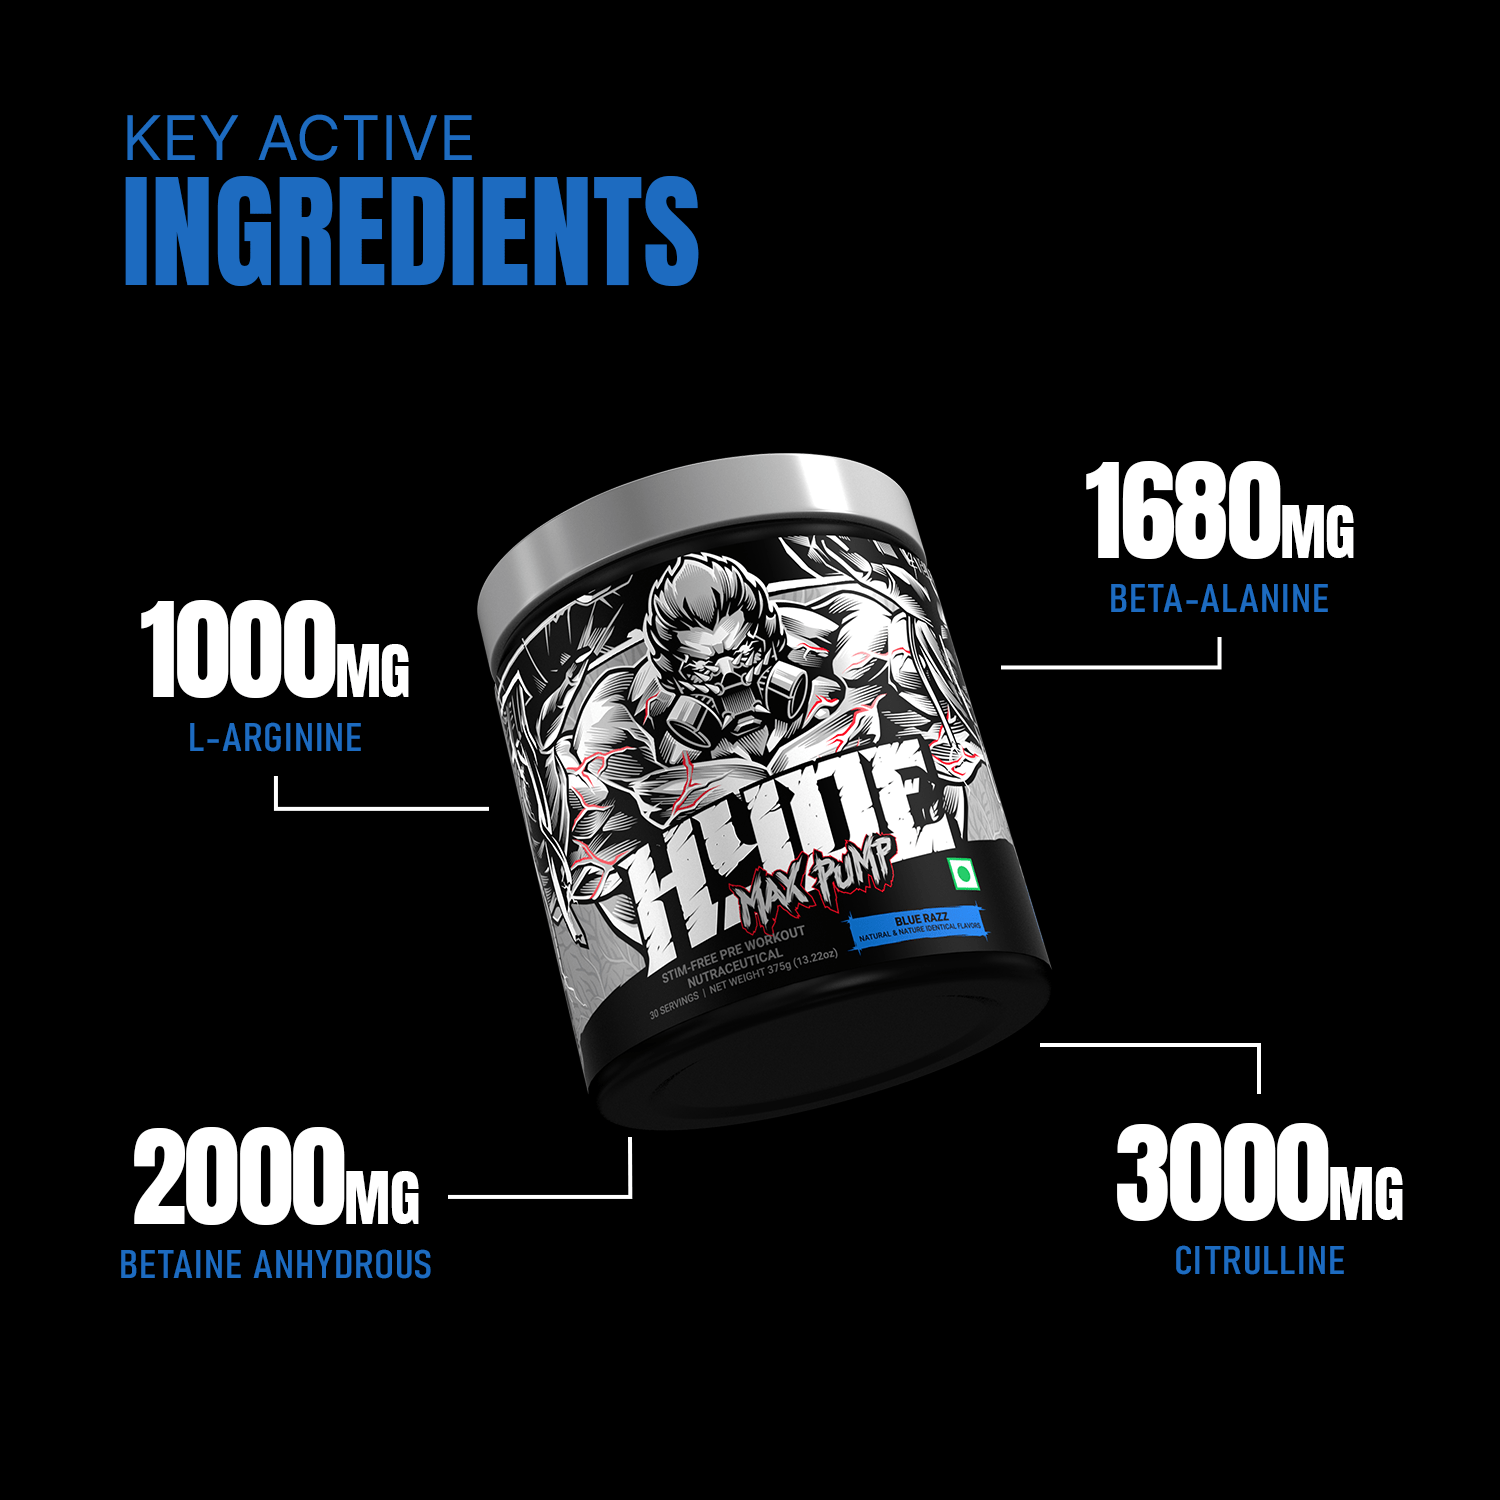 KEY ACTIVE
INGREDIENTS
1680MG
BETA-ALANINE
1000MG
L-ARGININE
HYDE
MAX PUMP
BLUE RAZZ
NATURAL & NATURE IDENTICAL FLAVORS
STIM-FREE PRE WORKOUT
NUTRACEUTICAL
30 SERVINGS | NET WEIGHT 375g (13.22oz)
2000MG
BETAINE ANHYDROUS
3000MG
CITRULLINE